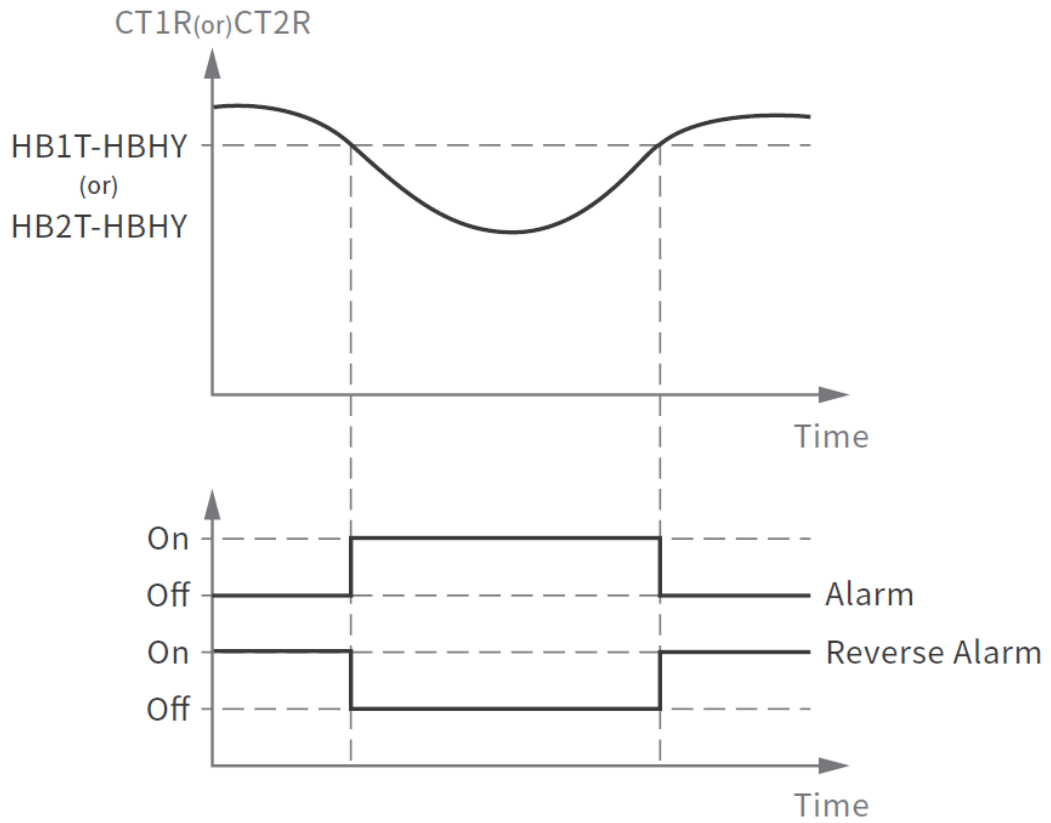 CT1R(or)CT2R
HB1T-HBHY
(or)
HB2T-HBHY
Time
On
Off
Alarm
On
Reverse Alarm
Off
Time